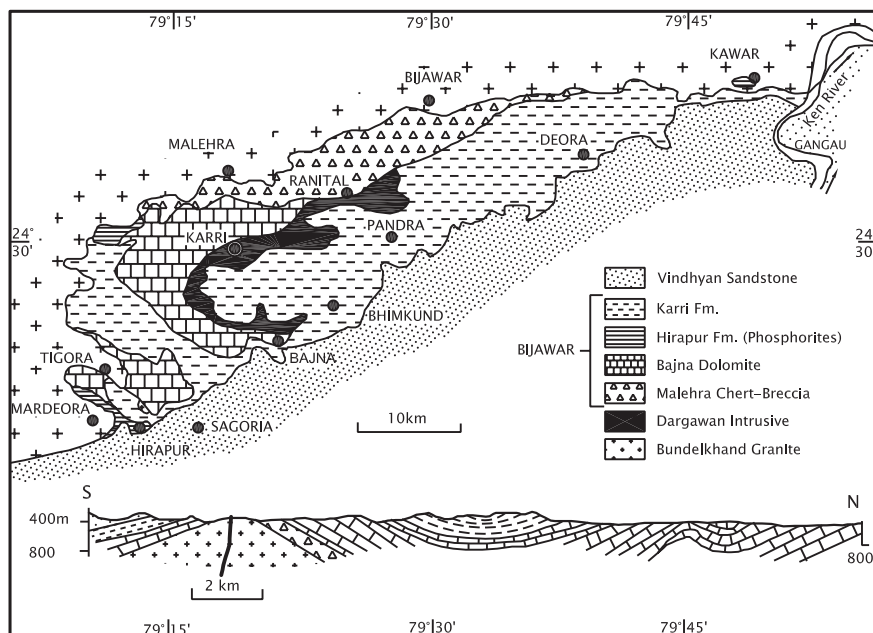 79° 15'
79° 30'
79° 45'
KAWAR
BIJAWAR
Ken River
MALEHRA
DEORA
GANGAU
RANITAL
24° 30'
KARRI
PANDRA
24 30
Vindhyan Sandstone
Karri Fm.
BHIMKUND
Hirapur Fm. (Phosphorites)
BIJAWAR
TIGORA
BAJNA
Bajna Dolomite
MARDEORA
Malehra Chert-Breccia
10km
SAGORIA
Dargawan Intrusive
HIRAPUR
Bundelkhand Granite
S
N
400m
800
800
2 km
79° 15'
79° 30'
79° 45'